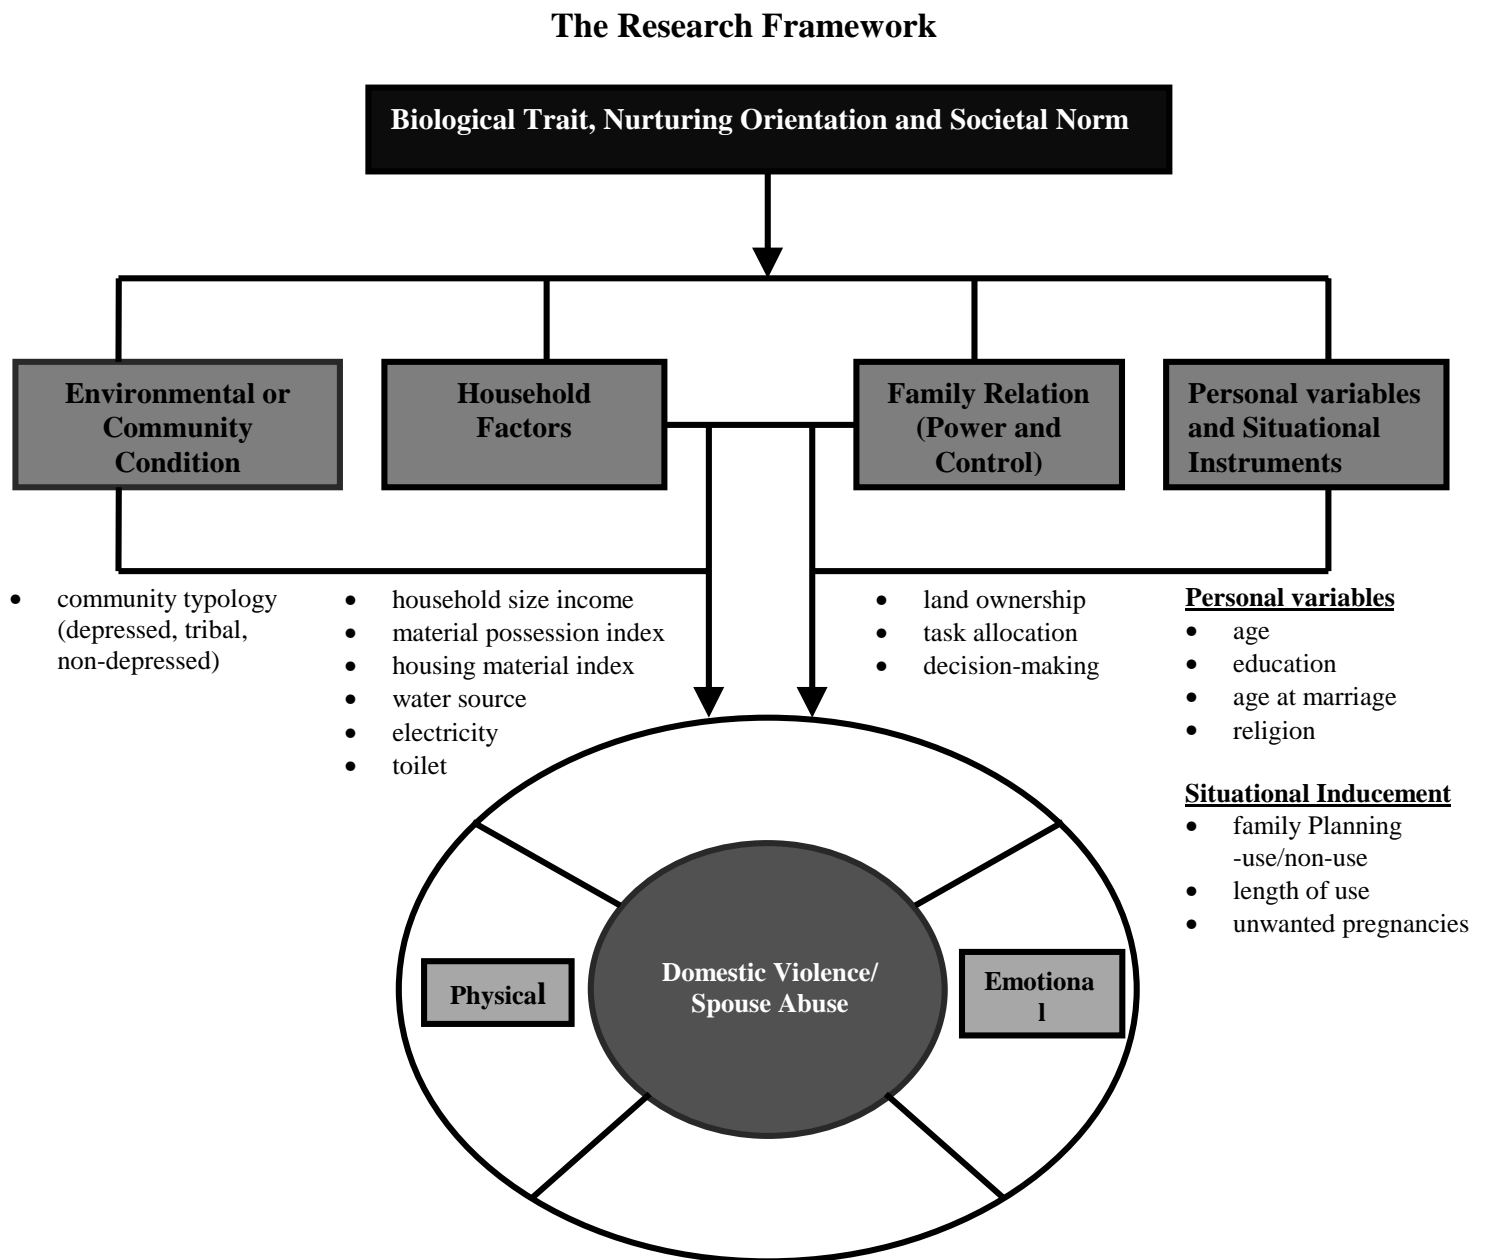 The Research Framework
Biological Trait, Nurturing Orientation and Societal Norm
Environmental or
Community
Condition
Household
Factors
Family Relation
(Power and
Control)
Personal variables
and Situational
Instruments
• community typology
(depressed, tribal,
non-depressed)
• household size income
• material possession index
• housing material index
• water source
• electricity
• toilet
• land ownership
• task allocation
• decision-making
Personal variables
• age
• education
• age at marriage
• religion
Situational Inducement
• family Planning
-use/non-use
• length of use
• unwanted pregnancies
Physical
Domestic Violence/
Spouse Abuse
Emotiona
l